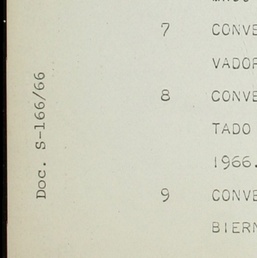 7 CONVE
VADOR
8 CONVE
TADO
1966.
9 CONVE
BIERN
Doc. S-166/66